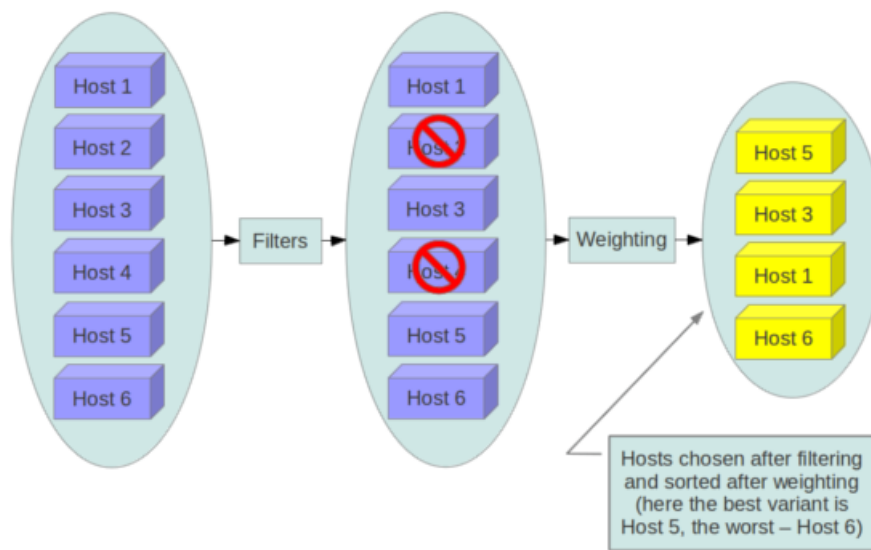 Host 1
Host 2
Host 3
Host 4
Host 5
Host 6
Filters
Host 1
Host 3
Host 5
Host 6
Weighting
Host 5
Host 3
Host 1
Host 6
Hosts chosen after filtering
and sorted after weighting
(here the best variant is
Host 5, the worst – Host 6)